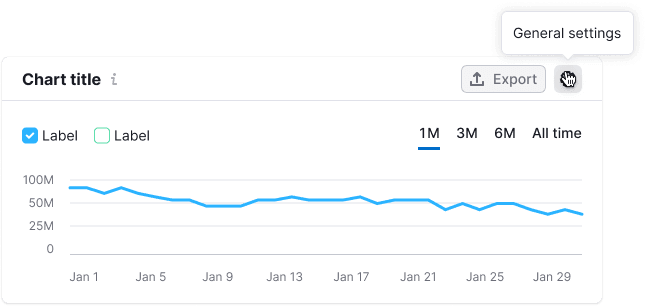 General settings
Chart title i
Export
Label Label
1M 3M 6M All time
100M
50M
25M
0
Jan 1 Jan 5 Jan 9 Jan 13 Jan 17 Jan 21 Jan 25 Jan 29